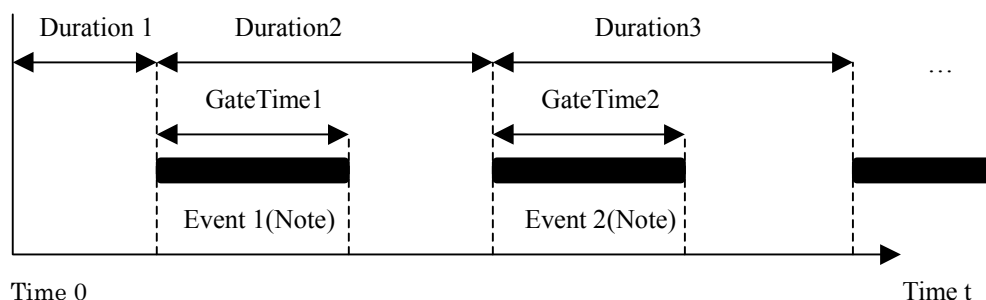 Duration 1 Duration2 Duration3
...
GateTime1 GateTime2
Event 1(Note) Event 2(Note)
Time 0 Time t